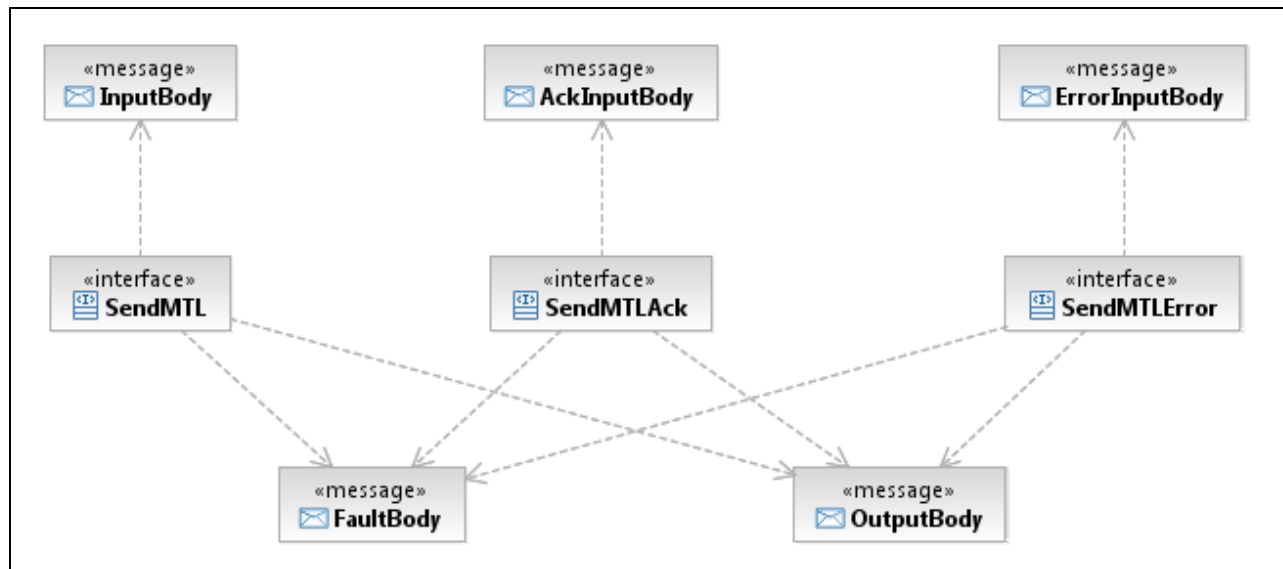 «message»
InputBody
«message»
AckInputBody
«message»
ErrorInputBody
«interface»
<I> SendMTL
«interface»
<I> SendMTLAck
«interface»
<I> SendMTLError
«message»
FaultBody
«message»
OutputBody